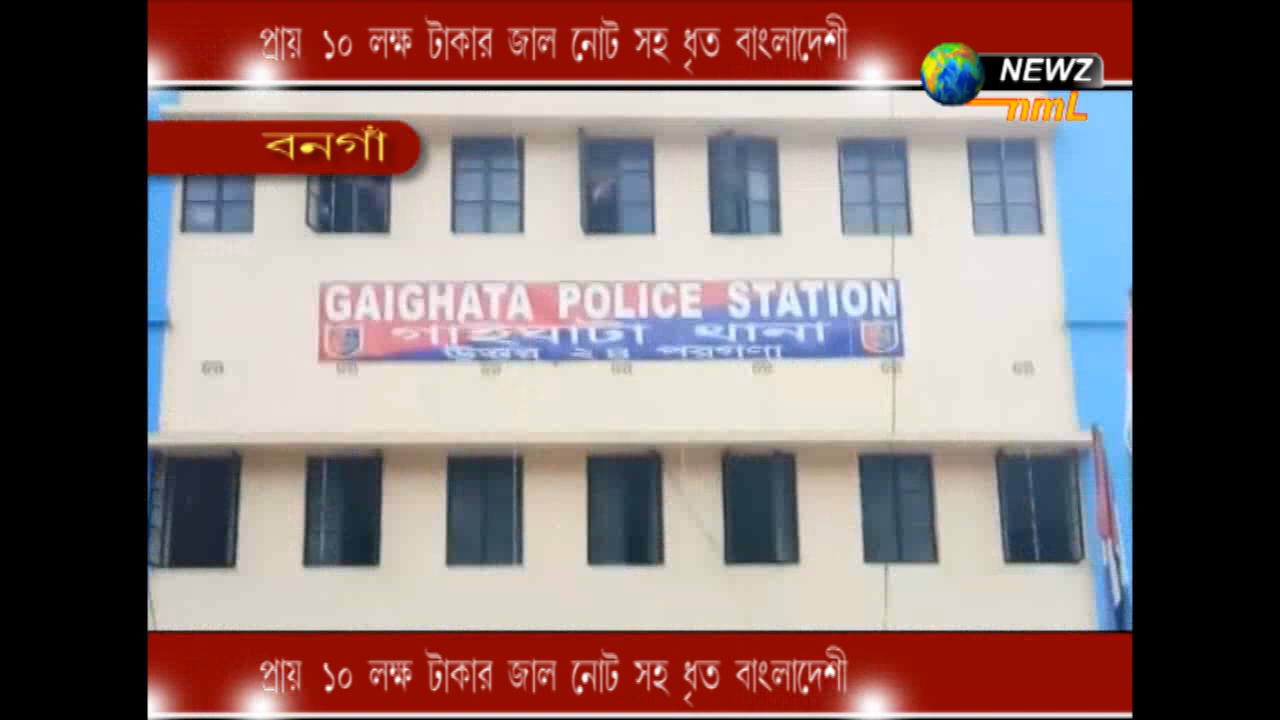 প্রায় ১০ লক্ষ টাকার জাল নোট সহ ধৃত বাংলাদেশী
NEWZ
nmL
বনগাঁ
GAIGHATA POLICE STATION
গাইঘাটা থানা
উত্তর ২৪ পরগণা
প্রায় ১০ লক্ষ টাকার জাল নোট সহ ধৃত বাংলাদেশী